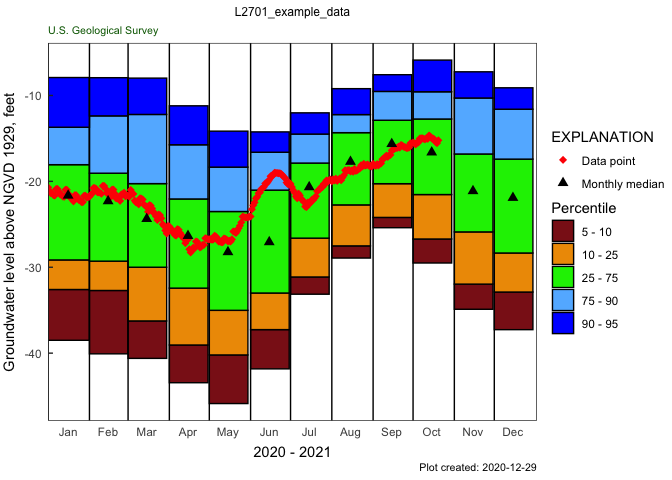 L2701_example_data
U.S. Geological Survey
Groundwater level above NGVD 1929, feet
-10
-20
-30
-40
Jan Feb Mar Apr May Jun Jul Aug Sep Oct Nov Dec
2020 - 2021
Plot created: 2020-12-29
EXPLANATION
Data point
Monthly median
Percentile
5 - 10
10 - 25
25 - 75
75 - 90
90 - 95